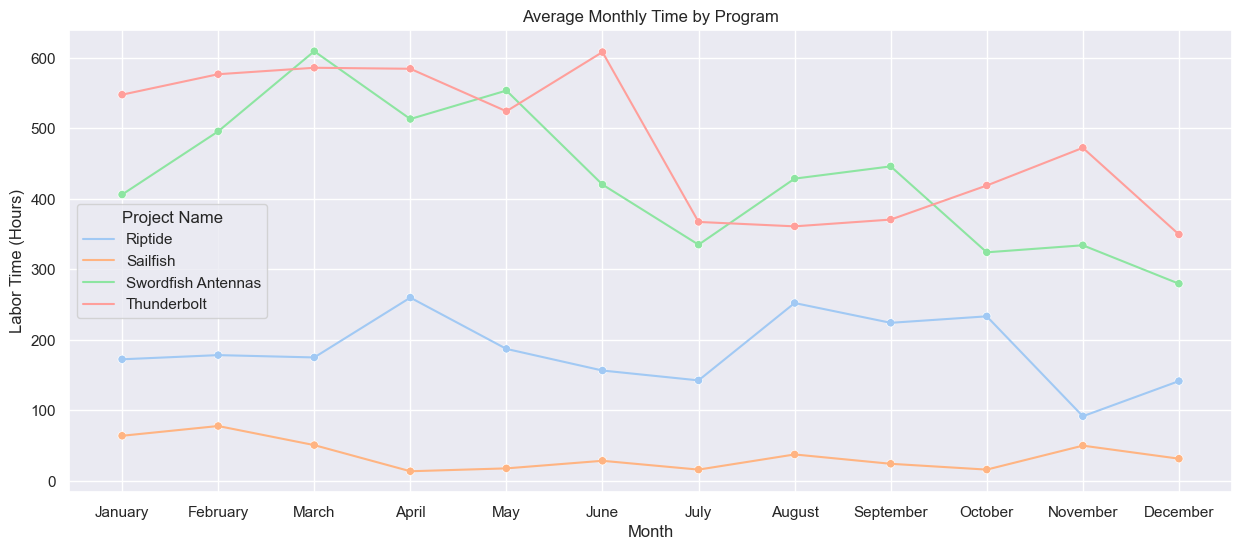 Average Monthly Time by Program
Labor Time (Hours)
600
500
400
300
200
100
0
Project Name
Riptide
Sailfish
Swordfish Antennas
Thunderbolt
January February March April May June July August September October November December
Month